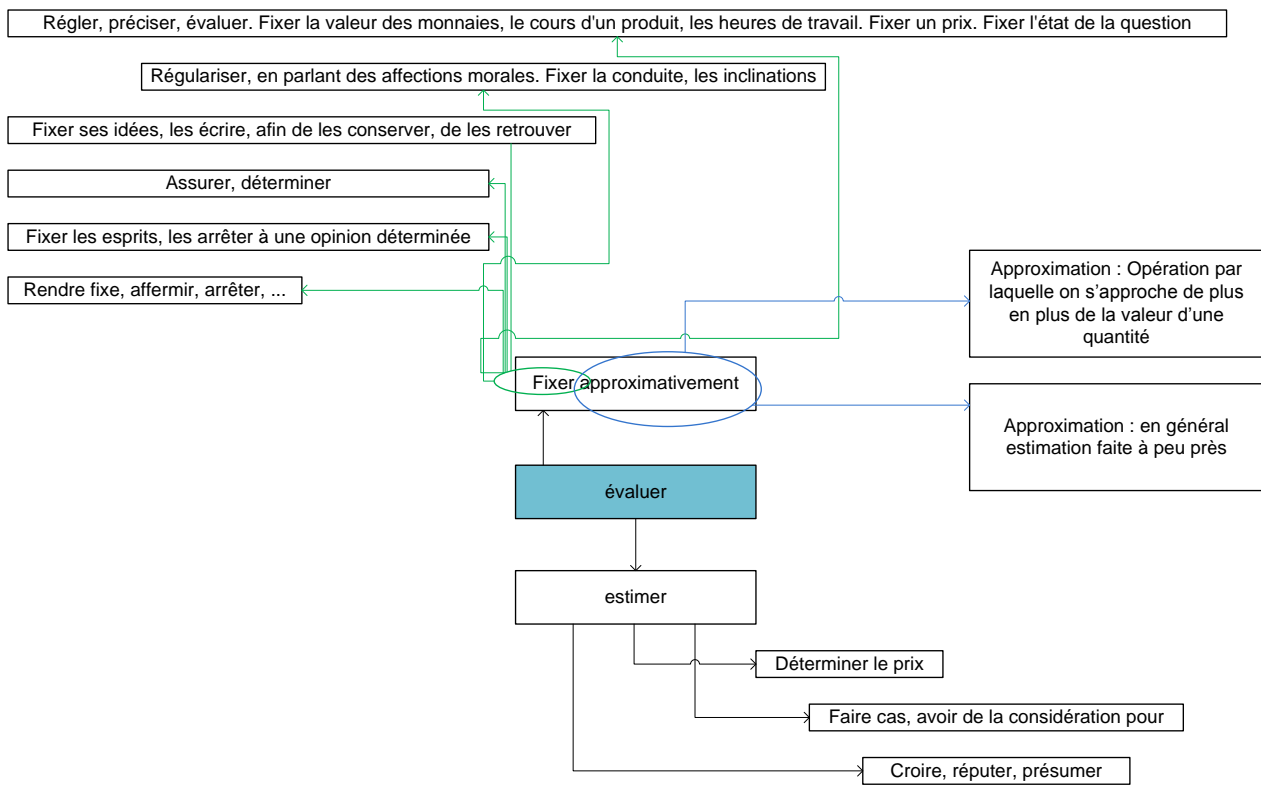 Régler, préciser, évaluer. Fixer la valeur des monnaies, le cours d'un produit, les heures de travail. Fixer un prix. Fixer l'état de la question
Régulariser, en parlant des affections morales. Fixer la conduite, les inclinations
Fixer ses idées, les écrire, afin de les conserver, de les retrouver
Assurer, déterminer
Fixer les esprits, les arrêter à une opinion déterminée
Rendre fixe, affermir, arrêter, ...
Approximation : Opération par
laquelle on s’approche de plus
en plus de la valeur d’une
quantité
Fixer approximativement
Approximation : en général
estimation faite à peu près
évaluer
estimer
Déterminer le prix
Faire cas, avoir de la considération pour
Croire, réputer, présumer